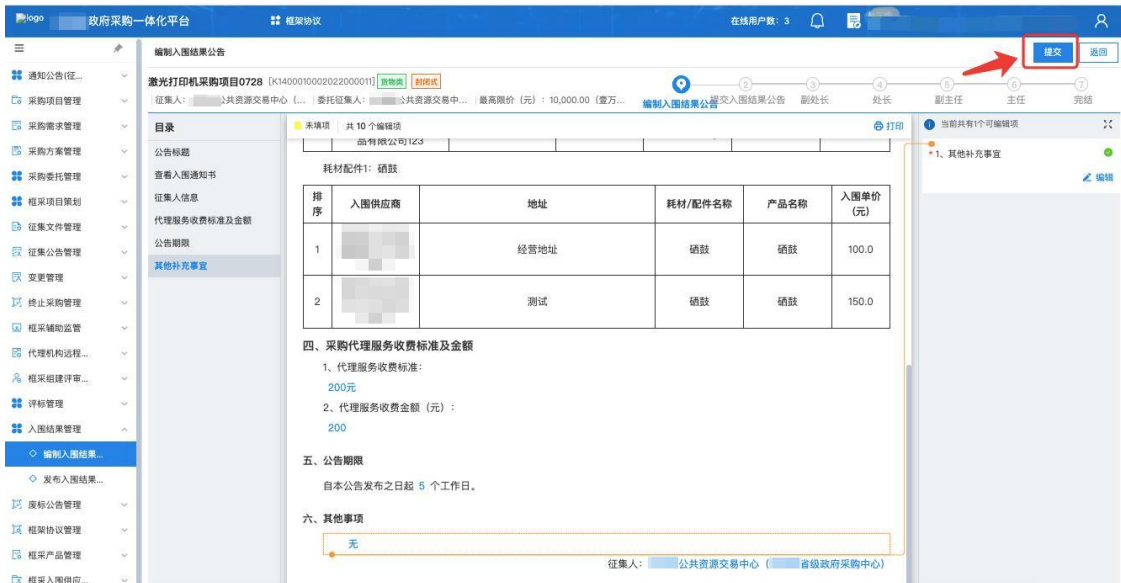 logo 政府采购一体化平台 框架协议 在线用户数：3
编制入围结果公告 提交 返回
通知公告(征...
采购项目管理
采购需求管理
采购方案管理
采购委托管理
框采项目策划
征集文件管理
征集公告管理
变更管理
终止采购管理
框采辅助监管
代理机构远程...
框采组建评审...
评标管理
入围结果管理
编制入围结果...
发布入围结果...
废标公告管理
框架协议管理
框采产品管理
框采入围供应...
激光打印机采购项目0728 [K1400010002022000011] 货物类 封闭式
征集人： 公共资源交易中心（... 委托征集人： 公共资源交易中... 最高限价（元）：10,000.00（壹万...
1 2 3 4 5 6 7
编制入围结果公告 提交入围结果公告 副处长 处长 副主任 主任 完结
目录
公告标题
查看入围通知书
征集人信息
代理服务收费标准及金额
公告期限
其他补充事宜
未填项 共 10 个编辑项 打印
品有限公司123
耗材配件1：硒鼓
排序 入围供应商 地址 耗材/配件名称 产品名称 入围单价（元）
1 经营地址 硒鼓 硒鼓 100.0
2 测试 硒鼓 硒鼓 150.0
四、采购代理服务收费标准及金额
1、代理服务收费标准：
200元
2、代理服务收费金额（元）：
200
五、公告期限
自本公告发布之日起 5 个工作日。
六、其他事项
无
征集人： 公共资源交易中心（ 省级政府采购中心）
当前共有1个可编辑项
*1、其他补充事宜
编辑